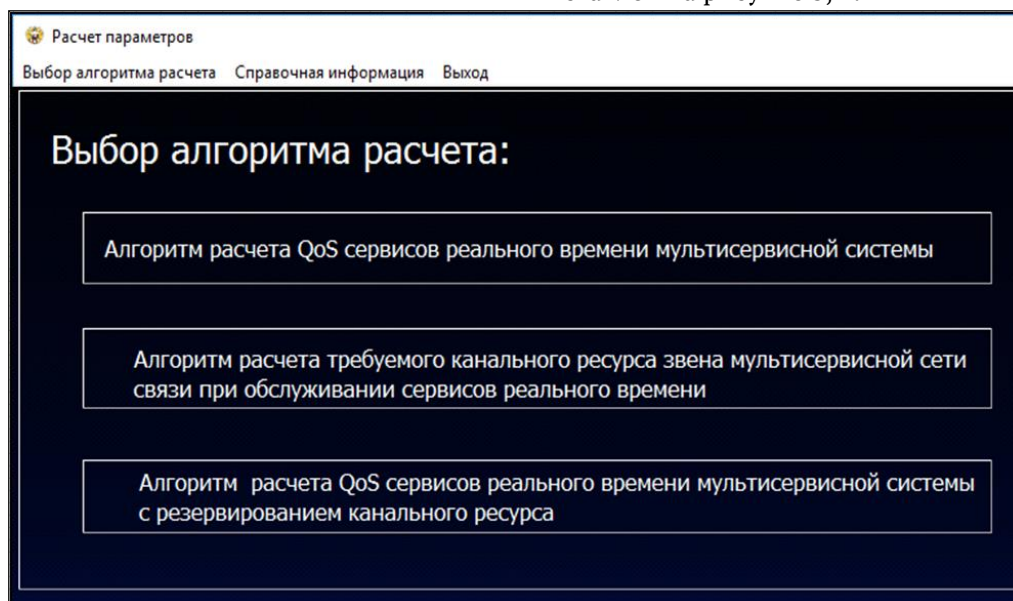 Расчет параметров
Выбор алгоритма расчета Справочная информация Выход
Выбор алгоритма расчета:
Алгоритм расчета QoS сервисов реального времени мультисервисной системы
Алгоритм расчета требуемого канального ресурса звена мультисервисной сети
связи при обслуживании сервисов реального времени
Алгоритм расчета QoS сервисов реального времени мультисервисной системы
с резервированием канального ресурса